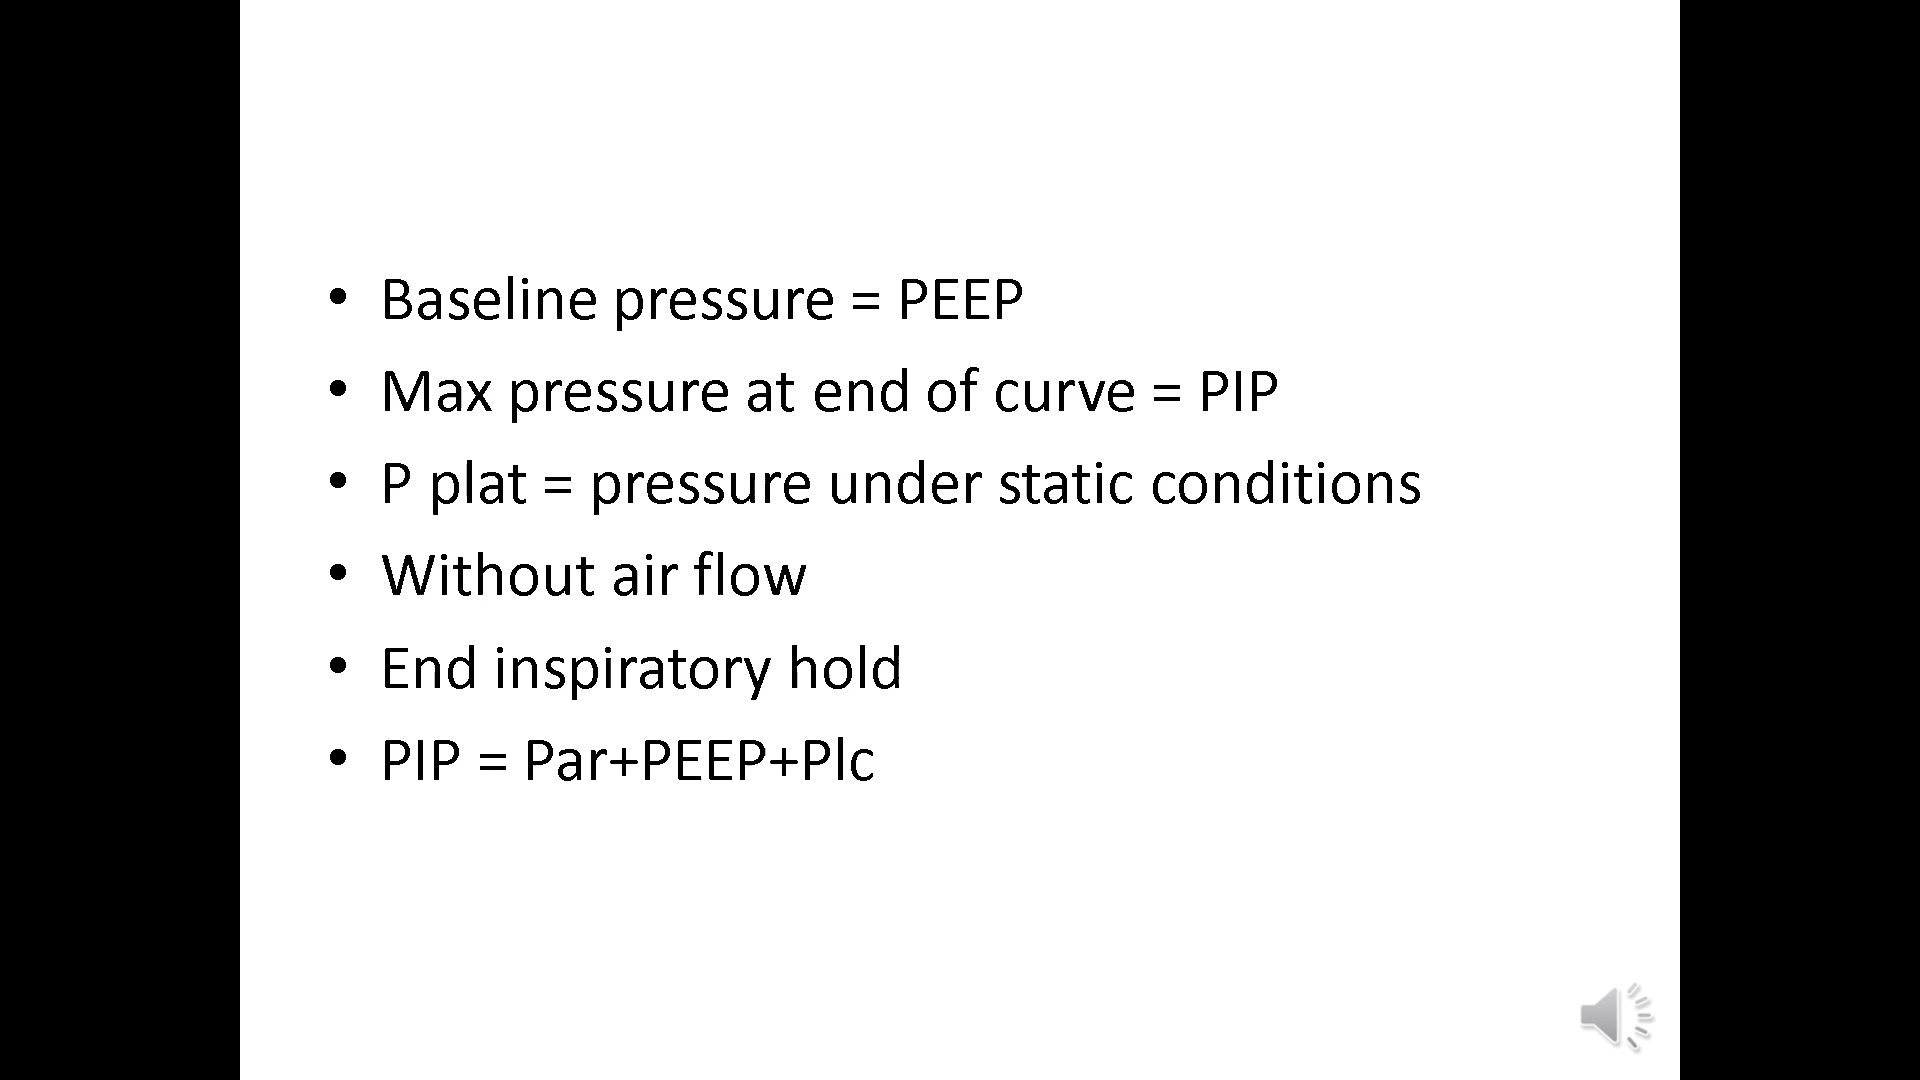 • Baseline pressure = PEEP
• Max pressure at end of curve = PIP
• P plat = pressure under static conditions
• Without air flow
• End inspiratory hold
• PIP = Par+PEEP+Plc